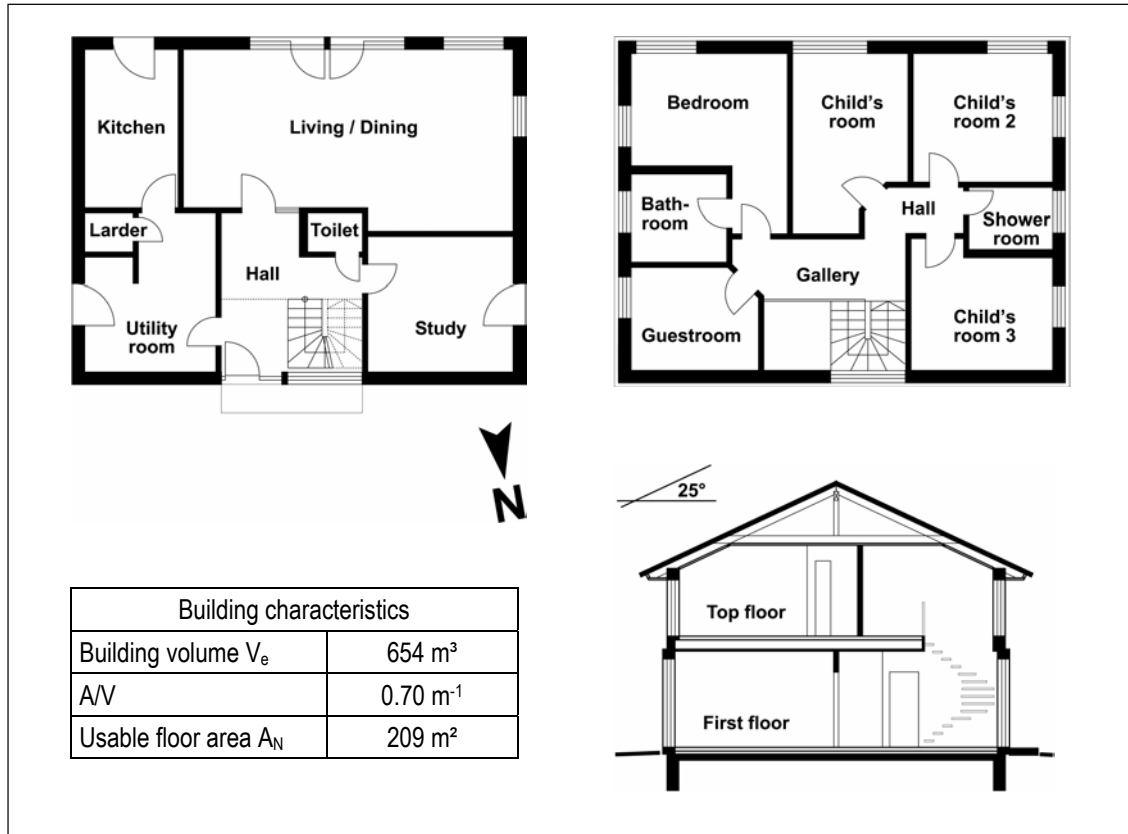 Kitchen
Living / Dining
Larder
Toilet
Hall
Utility
room
Study
N
Bedroom
Child's
room
Child's
room 2
Bath-
room
Hall
Shower
room
Gallery
Guestroom
Child's
room 3
25°
Top floor
First floor
Building characteristics
Building volume Vₑ 654 m³
A/V 0.70 m⁻¹
Usable floor area A_N 209 m²